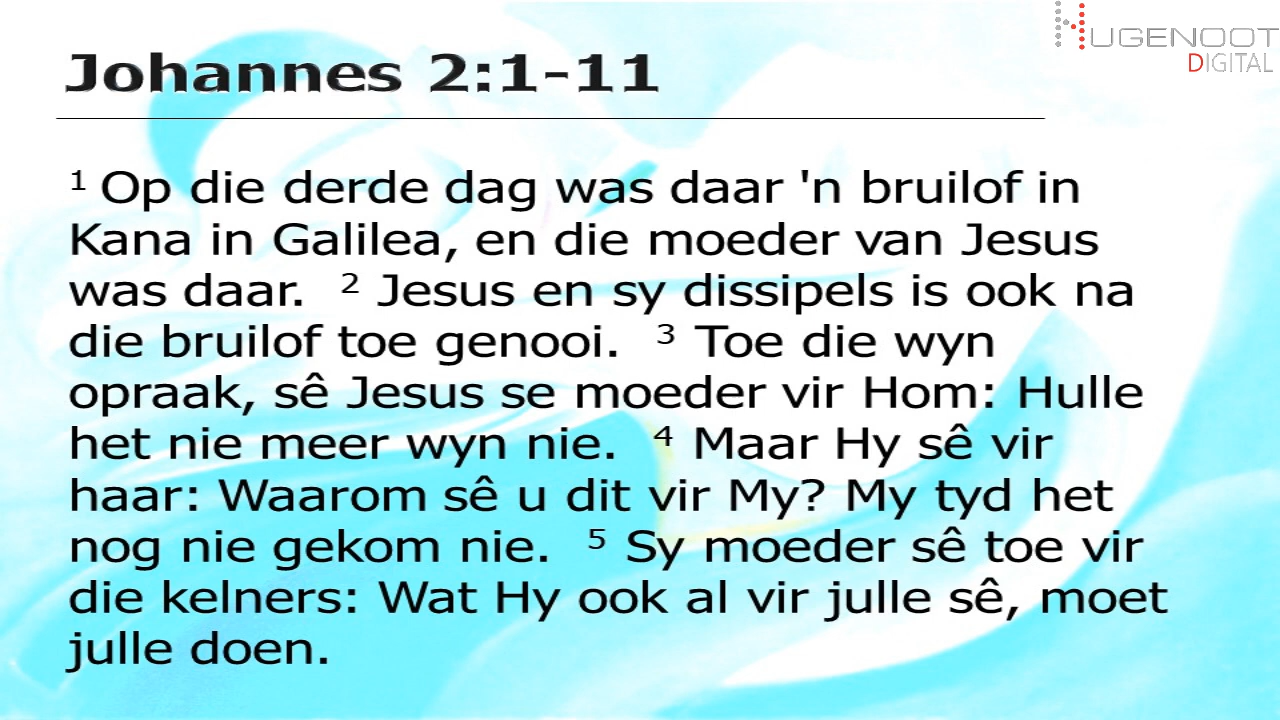 HUGENOOT
DIGITAL
Johannes 2:1-11
¹ Op die derde dag was daar 'n bruilof in
Kana in Galilea, en die moeder van Jesus
was daar. ² Jesus en sy dissipels is ook na
die bruilof toe genooi. ³ Toe die wyn
opraak, sê Jesus se moeder vir Hom: Hulle
het nie meer wyn nie. ⁴ Maar Hy sê vir
haar: Waarom sê u dit vir My? My tyd het
nog nie gekom nie. ⁵ Sy moeder sê toe vir
die kelners: Wat Hy ook al vir julle sê, moet
julle doen.